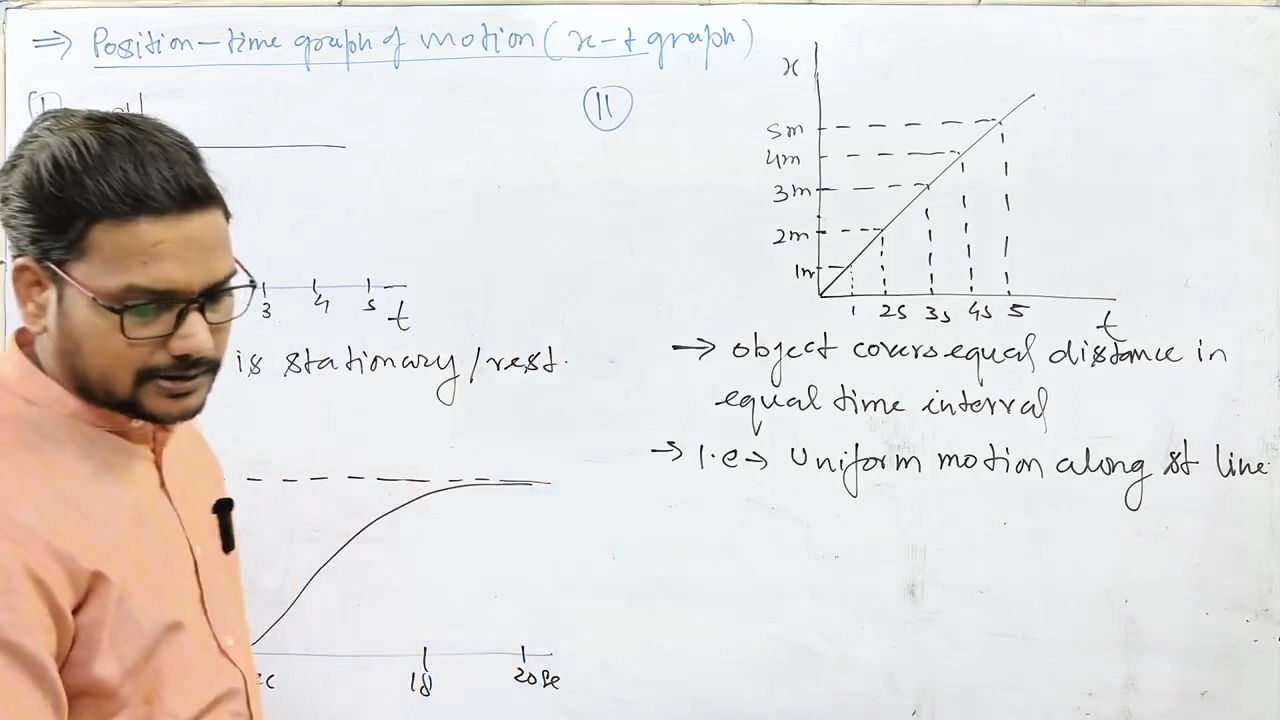 ⇒ Position-time graph of motion (x-t graph)
II
x
5m
4m
3m
2m
1m
1 2s 3s 4s 5
t
3 4 5 t
is stationary/rest.
→ object covers equal distance in
equal time interval
→ I.e → Uniform motion along st line
18 20se